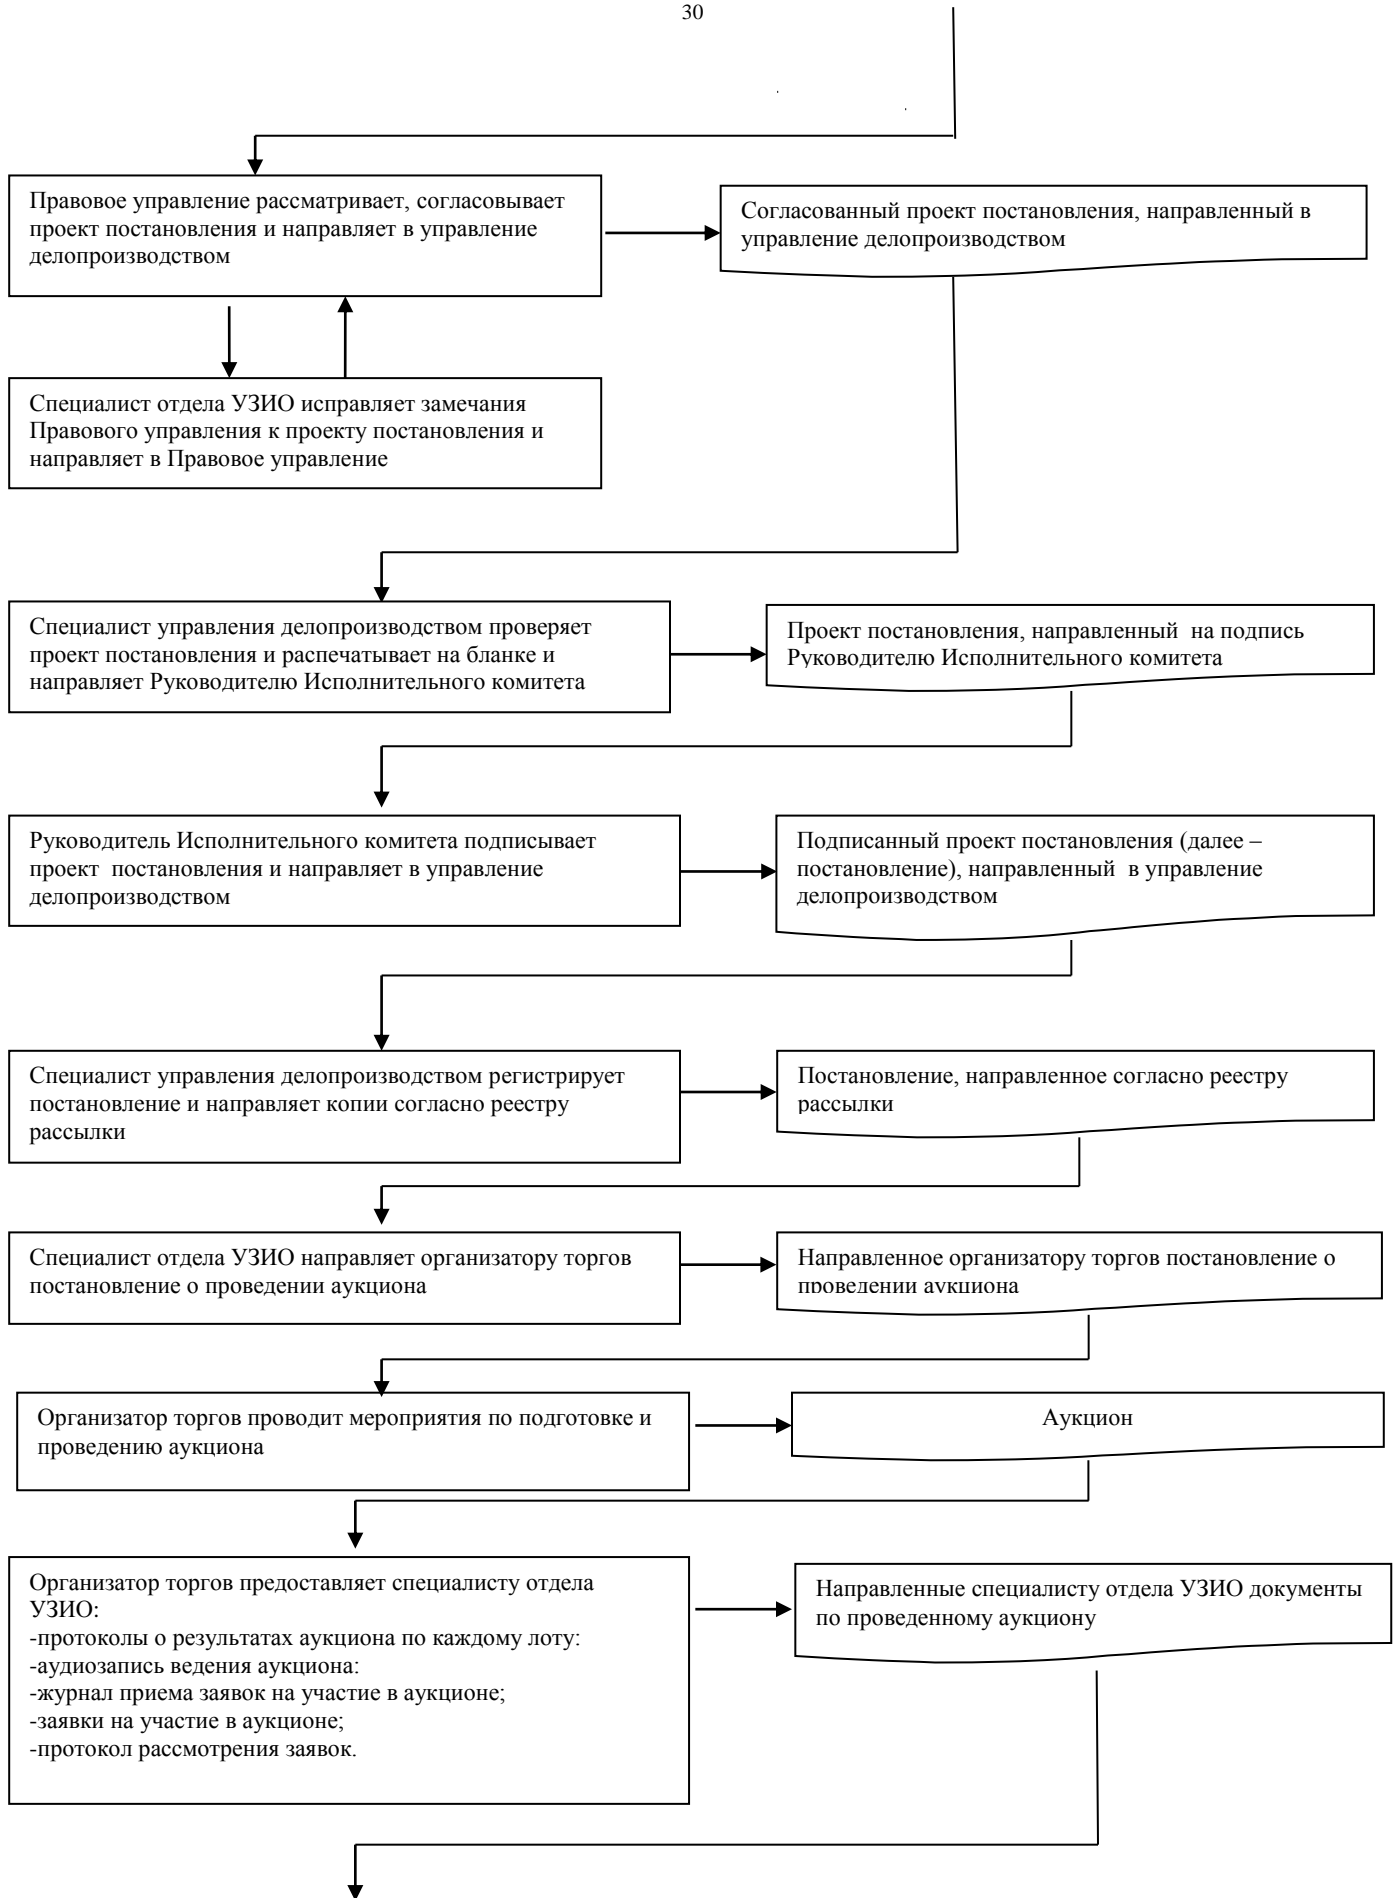 30
Правовое управление рассматривает, согласовывает
проект постановления и направляет в управление
делопроизводством
Согласованный проект постановления, направленный в
управление делопроизводством
Специалист отдела УЗИО исправляет замечания
Правового управления к проекту постановления и
направляет в Правовое управление
Специалист управления делопроизводством проверяет
проект постановления и распечатывает на бланке и
направляет Руководителю Исполнительного комитета
Проект постановления, направленный  на подпись
Руководителю Исполнительного комитета
Руководитель Исполнительного комитета подписывает
проект  постановления и направляет в управление
делопроизводством
Подписанный проект постановления (далее –
постановление), направленный  в управление
делопроизводством
Специалист управления делопроизводством регистрирует
постановление и направляет копии согласно реестру
рассылки
Постановление, направленное согласно реестру
рассылки
Специалист отдела УЗИО направляет организатору торгов
постановление о проведении аукциона
Направленное организатору торгов постановление о
проведении аукциона
Организатор торгов проводит мероприятия по подготовке и
проведению аукциона
Аукцион
Организатор торгов предоставляет специалисту отдела
УЗИО:
-протоколы о результатах аукциона по каждому лоту:
-аудиозапись ведения аукциона:
-журнал приема заявок на участие в аукционе;
-заявки на участие в аукционе;
-протокол рассмотрения заявок.
Направленные специалисту отдела УЗИО документы
по проведенному аукциону